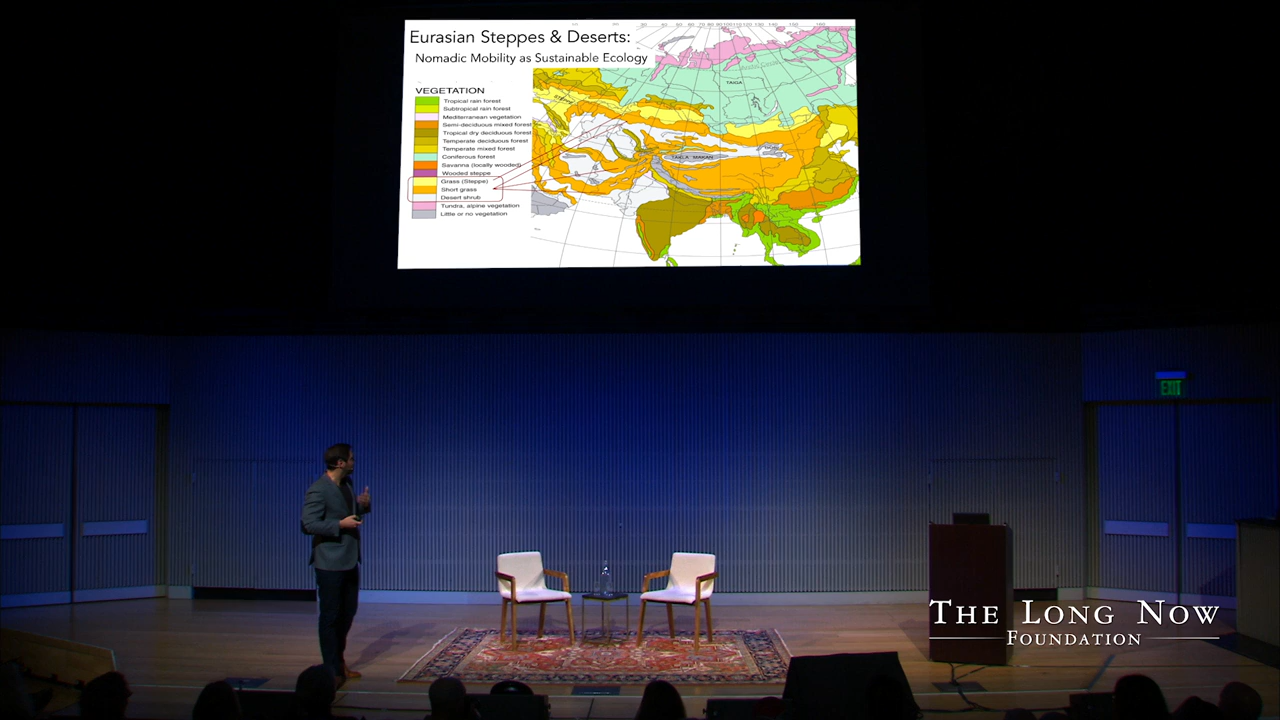 Eurasian Steppes & Deserts:
Nomadic Mobility as Sustainable Ecology
VEGETATION
Tropical rain forest
Subtropical rain forest
Mediterranean vegetation
Semi-deciduous mixed forest
Tropical dry deciduous forest
Temperate deciduous forest
Temperate mixed forest
Coniferous forest
Savanna (locally wooded)
Wooded steppe
Grass (Steppe)
Short grass
Desert shrub
Tundra, alpine vegetation
Little or no vegetation
TAIGA
TAKLA MAKAN
EXIT
THE LONG NOW
FOUNDATION